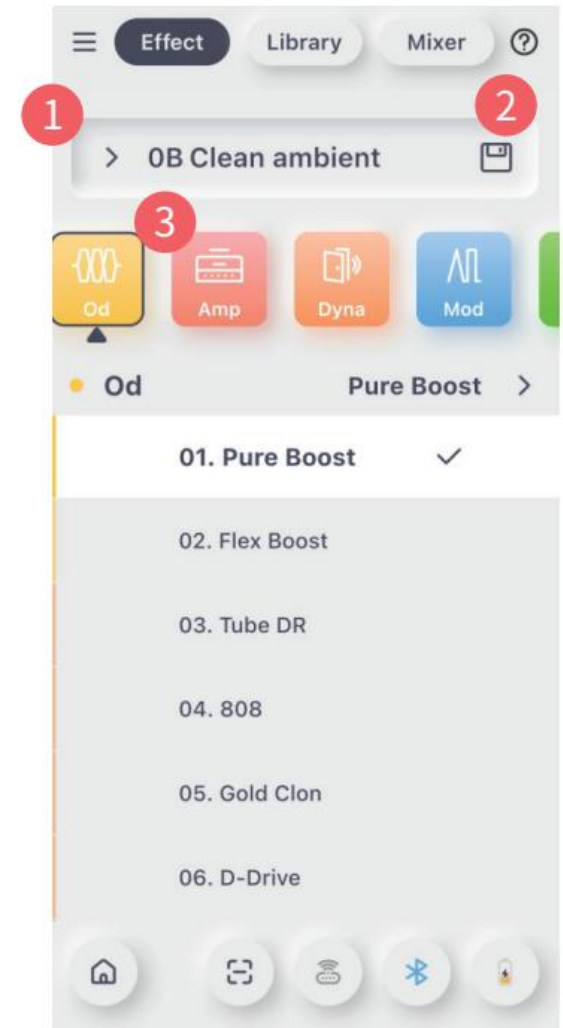 Effect Library Mixer ?
1 2
0B Clean ambient
3
Od Amp Dyna Mod
Od Pure Boost
01. Pure Boost
02. Flex Boost
03. Tube DR
04. 808
05. Gold Clon
06. D-Drive